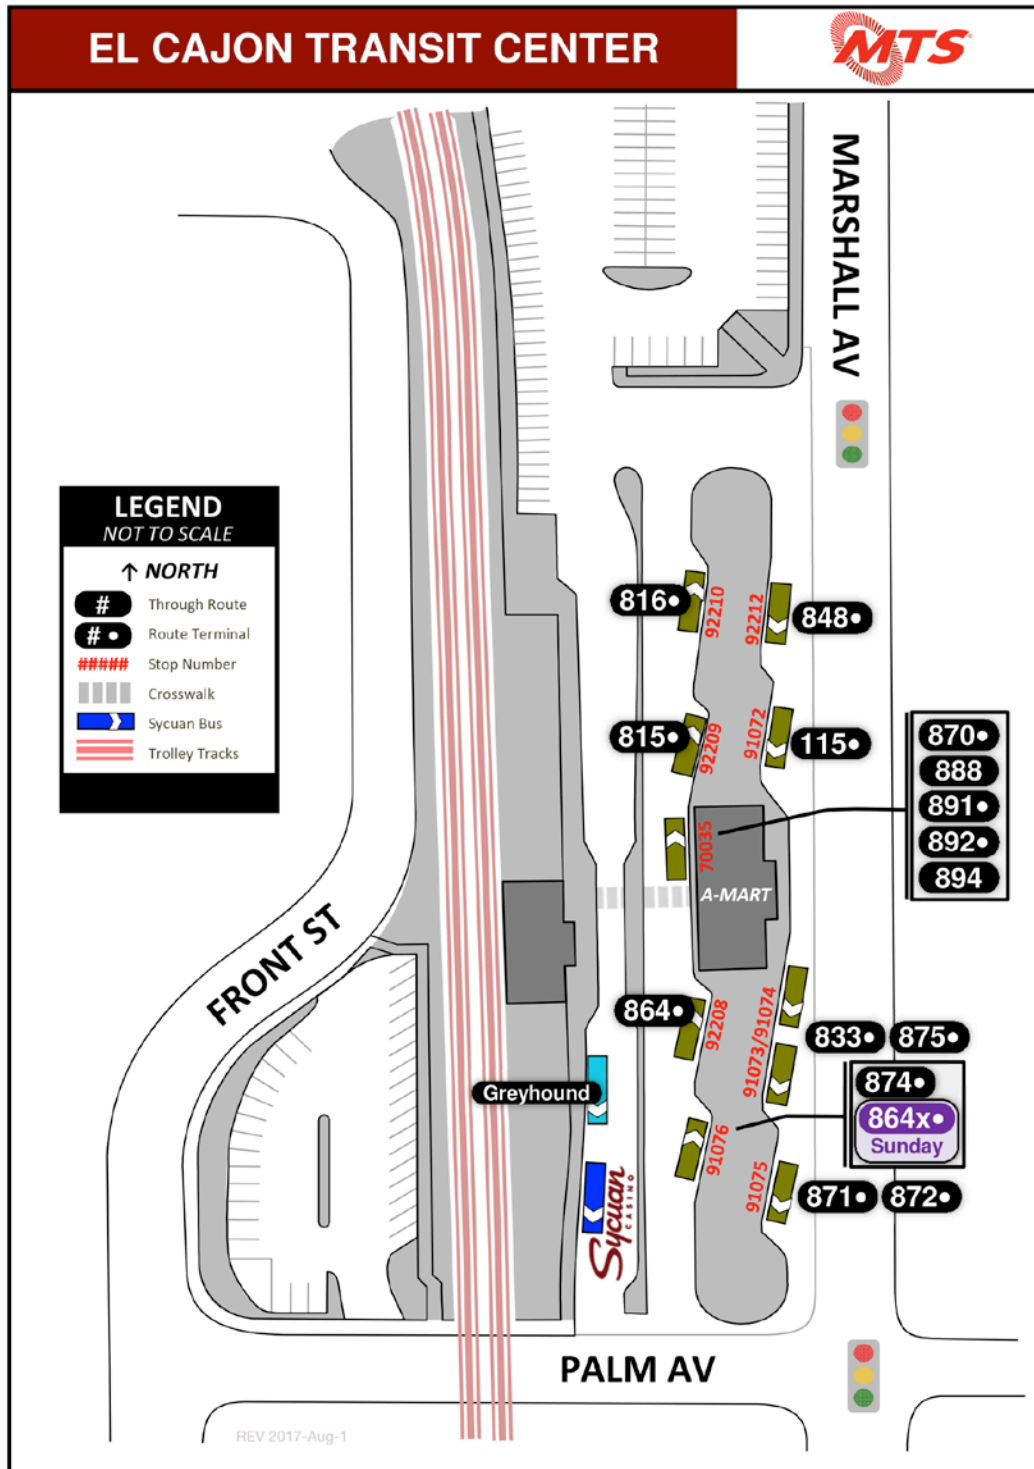 EL CAJON TRANSIT CENTER
MTS
MARSHALL AV
LEGEND
NOT TO SCALE
↑ NORTH
# Through Route
# • Route Terminal
##### Stop Number
Crosswalk
Sycuan Bus
Trolley Tracks
816•
92210
92212
848•
815•
92209
91072
115•
870•
888
891•
892•
894
70035
A-MART
FRONT ST
864•
92208
91073/91074
833• 875•
Greyhound
874•
864x•
Sunday
91076
91075
871• 872•
Sycuan
CASINO
PALM AV
REV 2017-Aug-1